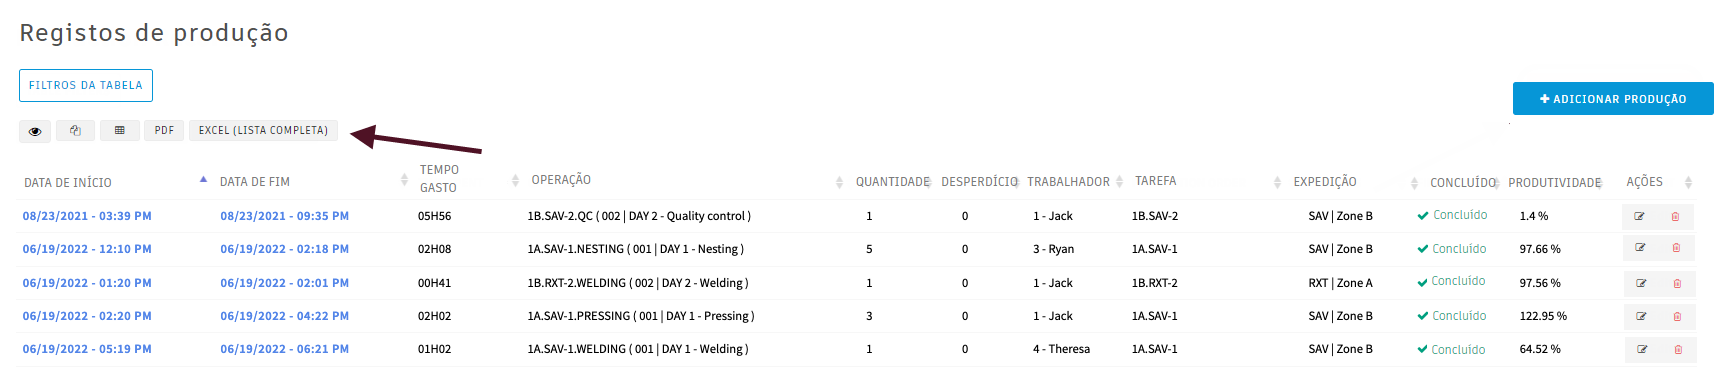 Registos de produção
FILTROS DA TABELA
+ ADICIONAR PRODUÇÃO
PDF EXCEL (LISTA COMPLETA)
DATA DE INÍCIO DATA DE FIM TEMPO GASTO OPERAÇÃO QUANTIDADE DESPERDÍCIO TRABALHADOR TAREFA EXPEDIÇÃO CONCLUÍDO PRODUTIVIDADE AÇÕES
08/23/2021 - 03:39 PM 08/23/2021 - 09:35 PM 05H56 1B.SAV-2.QC ( 002 | DAY 2 - Quality control ) 1 0 1 - Jack 1B.SAV-2 SAV | Zone B Concluído 1.4 %
06/19/2022 - 12:10 PM 06/19/2022 - 02:18 PM 02H08 1A.SAV-1.NESTING ( 001 | DAY 1 - Nesting ) 5 0 3 - Ryan 1A.SAV-1 SAV | Zone B Concluído 97.66 %
06/19/2022 - 01:20 PM 06/19/2022 - 02:01 PM 00H41 1B.RXT-2.WELDING ( 002 | DAY 2 - Welding ) 1 0 1 - Jack 1B.RXT-2 RXT | Zone A Concluído 97.56 %
06/19/2022 - 02:20 PM 06/19/2022 - 04:22 PM 02H02 1A.SAV-1.PRESSING ( 001 | DAY 1 - Pressing ) 3 0 1 - Jack 1A.SAV-1 SAV | Zone B Concluído 122.95 %
06/19/2022 - 05:19 PM 06/19/2022 - 06:21 PM 01H02 1A.SAV-1.WELDING ( 001 | DAY 1 - Welding ) 1 0 4 - Theresa 1A.SAV-1 SAV | Zone B Concluído 64.52 %